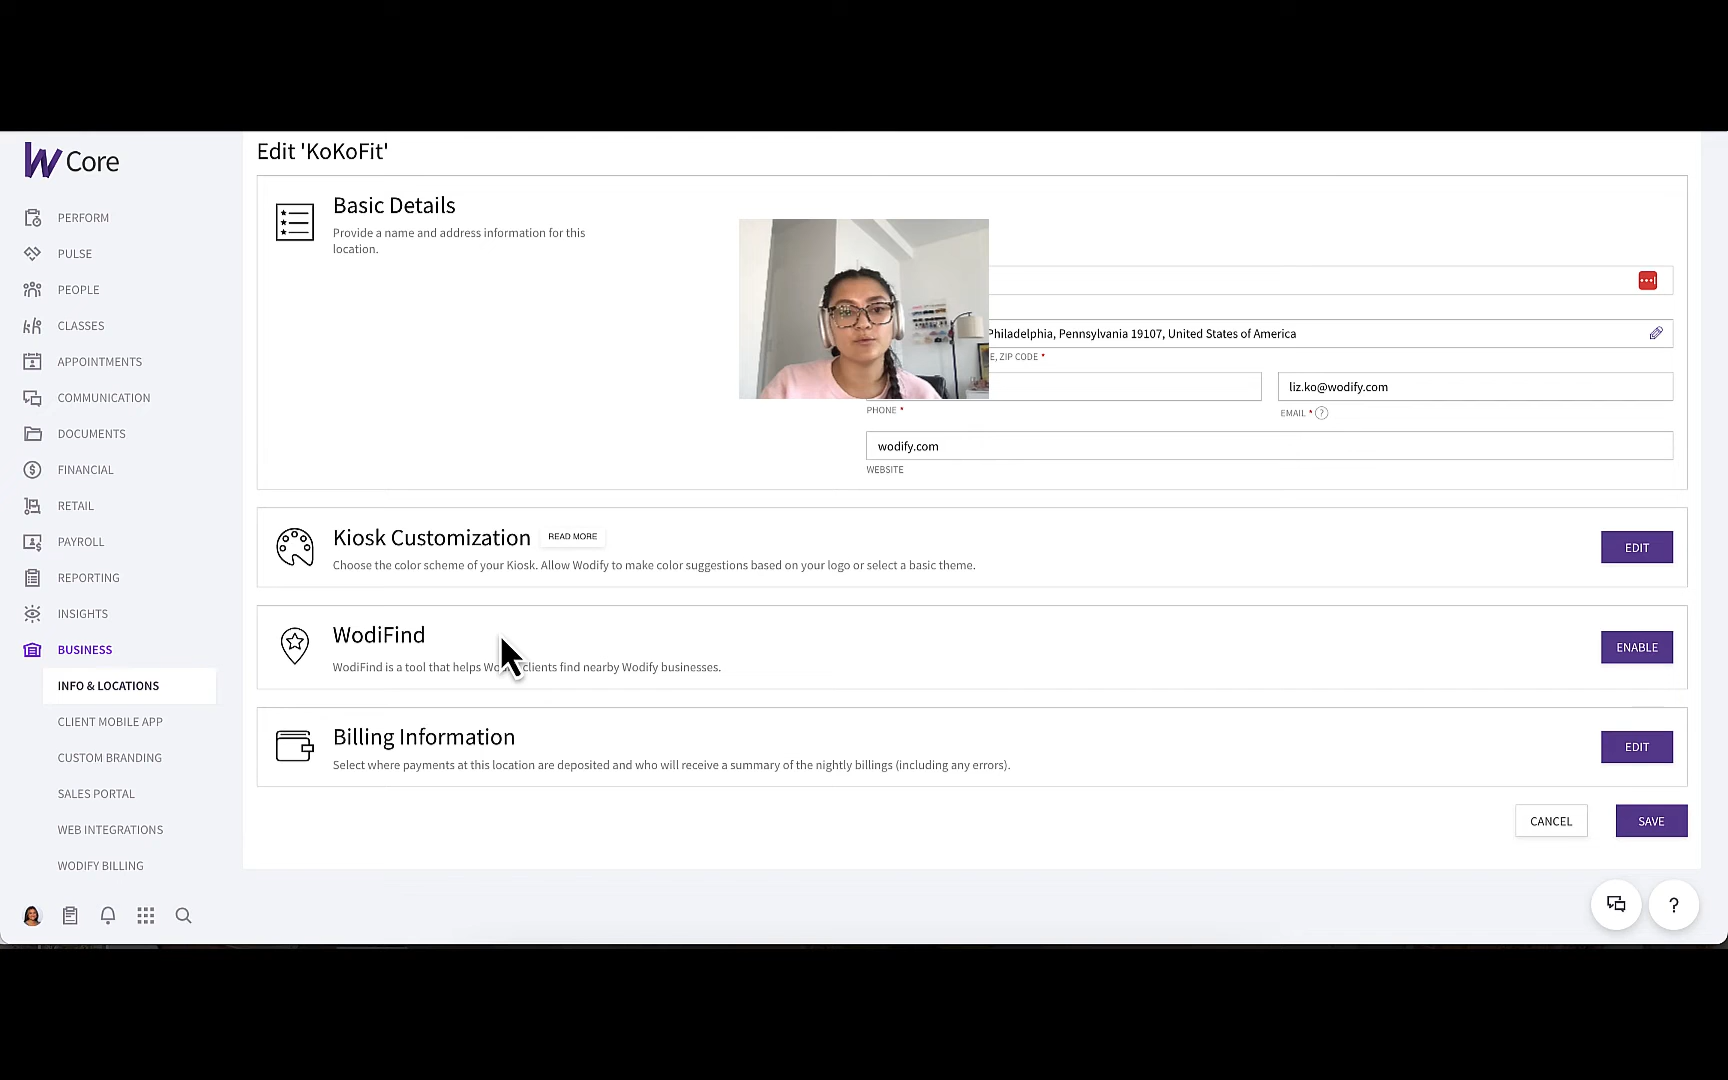 W Core
PERFORM
PULSE
PEOPLE
CLASSES
APPOINTMENTS
COMMUNICATION
DOCUMENTS
FINANCIAL
RETAIL
PAYROLL
REPORTING
INSIGHTS
BUSINESS
INFO & LOCATIONS
CLIENT MOBILE APP
CUSTOM BRANDING
SALES PORTAL
WEB INTEGRATIONS
WODIFY BILLING
Edit 'KoKoFit'
Basic Details
Provide a name and address information for this
location.
Philadelphia, Pennsylvania 19107, United States of America
E, ZIP CODE *
liz.ko@wodify.com
PHONE *
EMAIL * ?
wodify.com
WEBSITE
Kiosk Customization READ MORE
Choose the color scheme of your Kiosk. Allow Wodify to make color suggestions based on your logo or select a basic theme.
EDIT
WodiFind
WodiFind is a tool that helps Wo clients find nearby Wodify businesses.
ENABLE
Billing Information
Select where payments at this location are deposited and who will receive a summary of the nightly billings (including any errors).
EDIT
CANCEL
SAVE
?